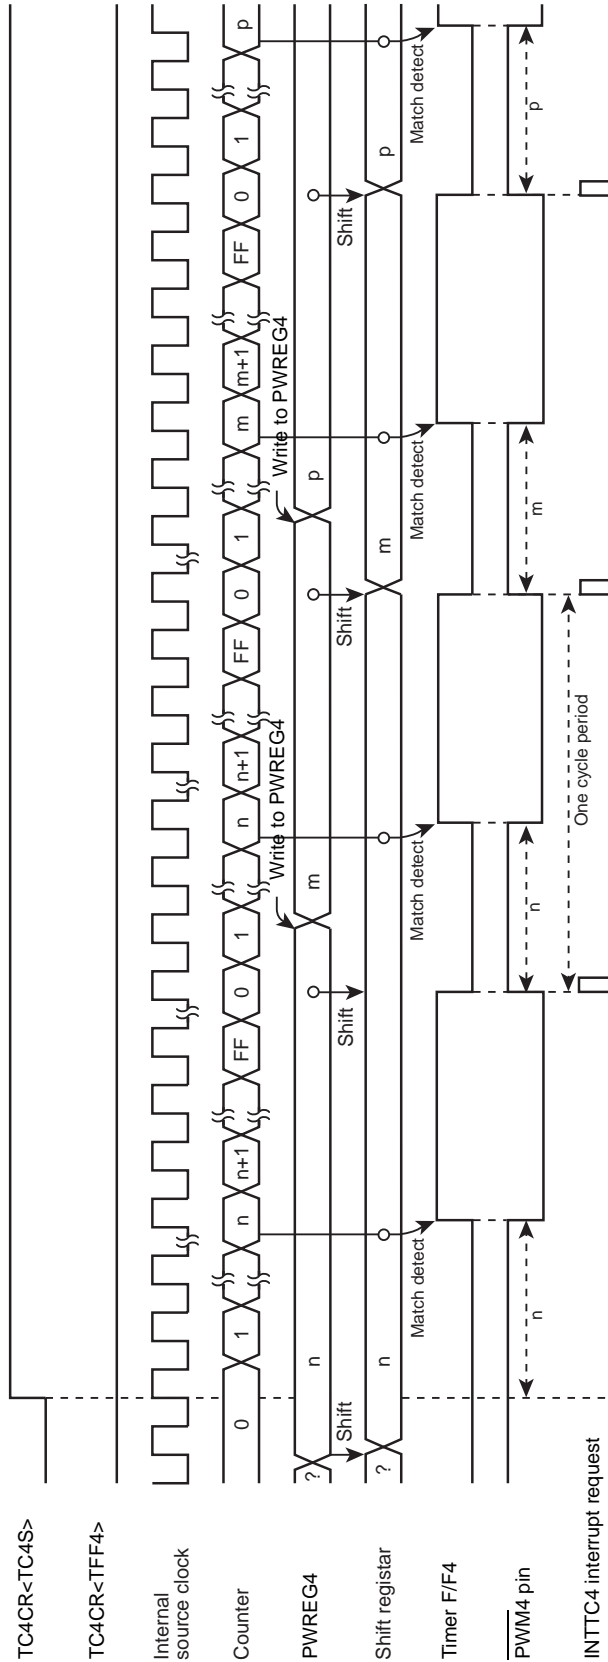 TC4CR<TC4S>
TC4CR<TFF4>
Internal
source clock
Counter 0 1 n n+1 FF 0 1 n n+1 FF 0 1 m m+1 FF 0 1 p
Write to PWREG4 Write to PWREG4
PWREG4 ? n m p
Shift Shift Shift Shift
Shift registar ? n m p
Match detect Match detect Match detect Match detect
Timer F/F4
PWM4 pin
n n m p
One cycle period
INTTC4 interrupt request